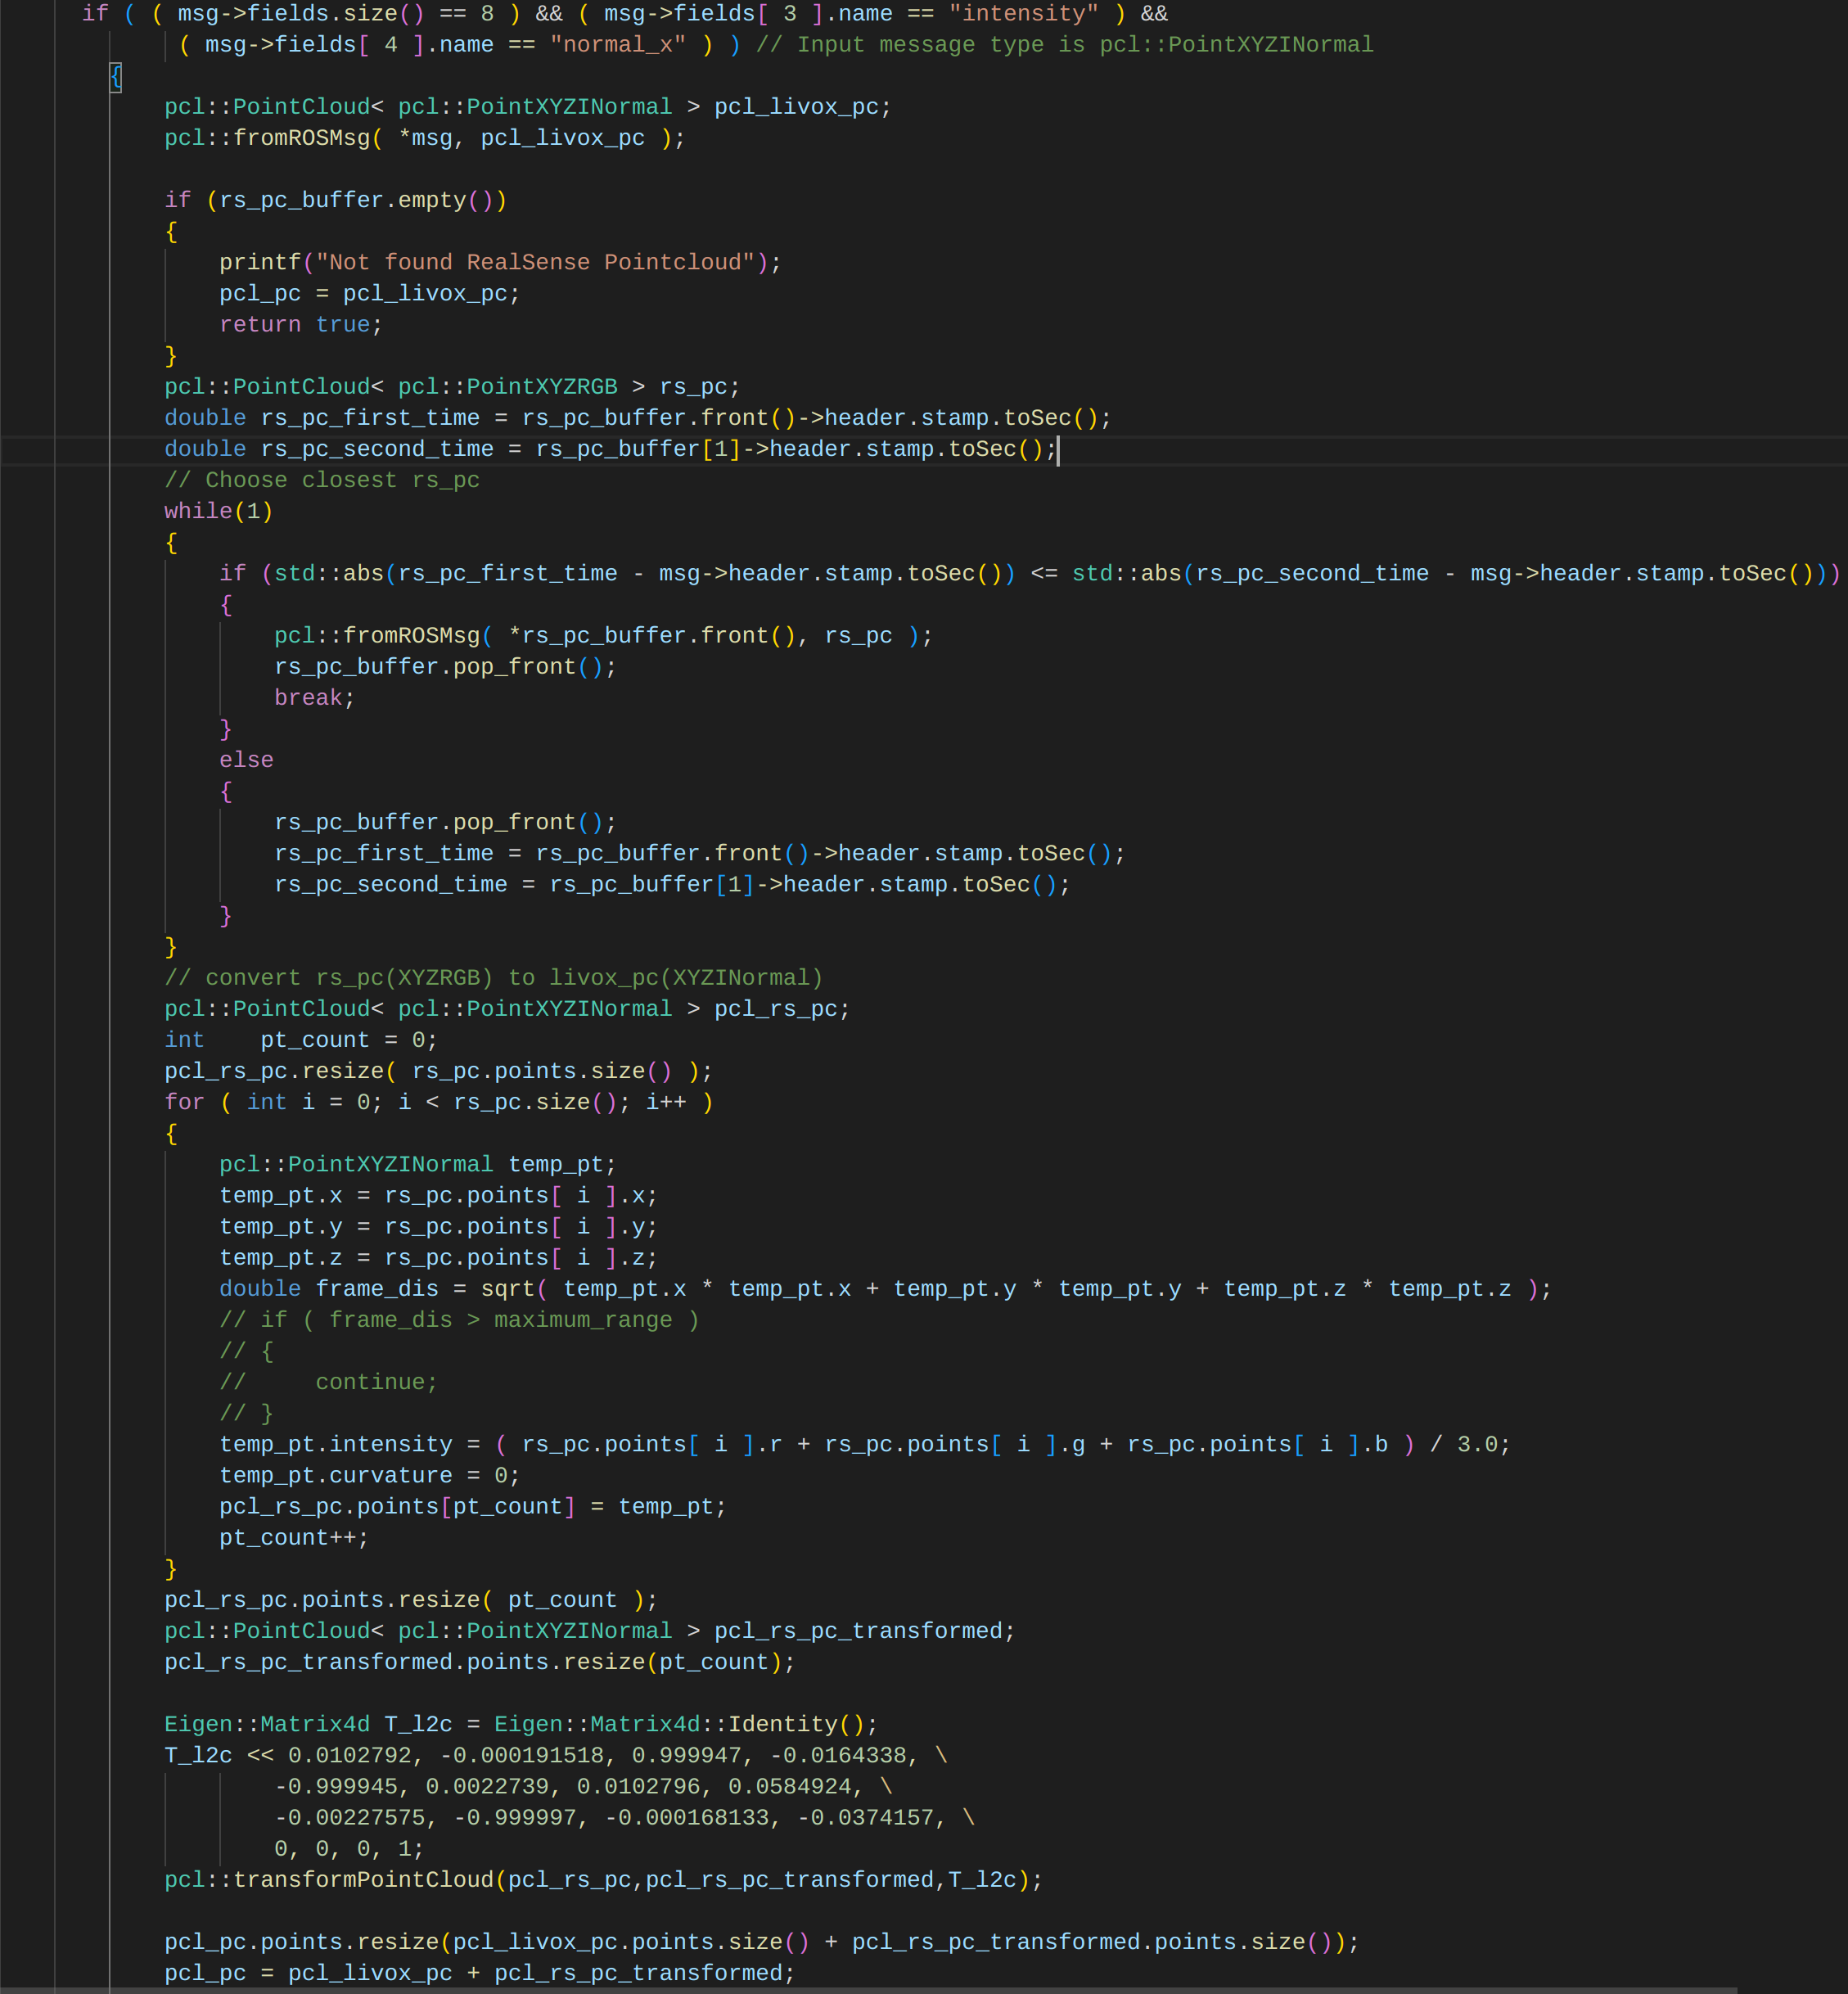 if ( ( msg->fields.size() == 8 ) && ( msg->fields[ 3 ].name == "intensity" ) &&
( msg->fields[ 4 ].name == "normal_x" ) ) // Input message type is pcl::PointXYZINormal
{
pcl::PointCloud< pcl::PointXYZINormal > pcl_livox_pc;
pcl::fromROSMsg( *msg, pcl_livox_pc );
if (rs_pc_buffer.empty())
{
printf("Not found RealSense Pointcloud");
pcl_pc = pcl_livox_pc;
return true;
}
pcl::PointCloud< pcl::PointXYZRGB > rs_pc;
double rs_pc_first_time = rs_pc_buffer.front()->header.stamp.toSec();
double rs_pc_second_time = rs_pc_buffer[1]->header.stamp.toSec();
// Choose closest rs_pc
while(1)
{
if (std::abs(rs_pc_first_time - msg->header.stamp.toSec()) <= std::abs(rs_pc_second_time - msg->header.stamp.toSec()))
{
pcl::fromROSMsg( *rs_pc_buffer.front(), rs_pc );
rs_pc_buffer.pop_front();
break;
}
else
{
rs_pc_buffer.pop_front();
rs_pc_first_time = rs_pc_buffer.front()->header.stamp.toSec();
rs_pc_second_time = rs_pc_buffer[1]->header.stamp.toSec();
}
}
// convert rs_pc(XYZRGB) to livox_pc(XYZINormal)
pcl::PointCloud< pcl::PointXYZINormal > pcl_rs_pc;
int    pt_count = 0;
pcl_rs_pc.resize( rs_pc.points.size() );
for ( int i = 0; i < rs_pc.size(); i++ )
{
pcl::PointXYZINormal temp_pt;
temp_pt.x = rs_pc.points[ i ].x;
temp_pt.y = rs_pc.points[ i ].y;
temp_pt.z = rs_pc.points[ i ].z;
double frame_dis = sqrt( temp_pt.x * temp_pt.x + temp_pt.y * temp_pt.y + temp_pt.z * temp_pt.z );
// if ( frame_dis > maximum_range )
// {
//     continue;
// }
temp_pt.intensity = ( rs_pc.points[ i ].r + rs_pc.points[ i ].g + rs_pc.points[ i ].b ) / 3.0;
temp_pt.curvature = 0;
pcl_rs_pc.points[pt_count] = temp_pt;
pt_count++;
}
pcl_rs_pc.points.resize( pt_count );
pcl::PointCloud< pcl::PointXYZINormal > pcl_rs_pc_transformed;
pcl_rs_pc_transformed.points.resize(pt_count);
Eigen::Matrix4d T_l2c = Eigen::Matrix4d::Identity();
T_l2c << 0.0102792, -0.000191518, 0.999947, -0.0164338, \
-0.999945, 0.0022739, 0.0102796, 0.0584924, \
-0.00227575, -0.999997, -0.000168133, -0.0374157, \
0, 0, 0, 1;
pcl::transformPointCloud(pcl_rs_pc,pcl_rs_pc_transformed,T_l2c);
pcl_pc.points.resize(pcl_livox_pc.points.size() + pcl_rs_pc_transformed.points.size());
pcl_pc = pcl_livox_pc + pcl_rs_pc_transformed;